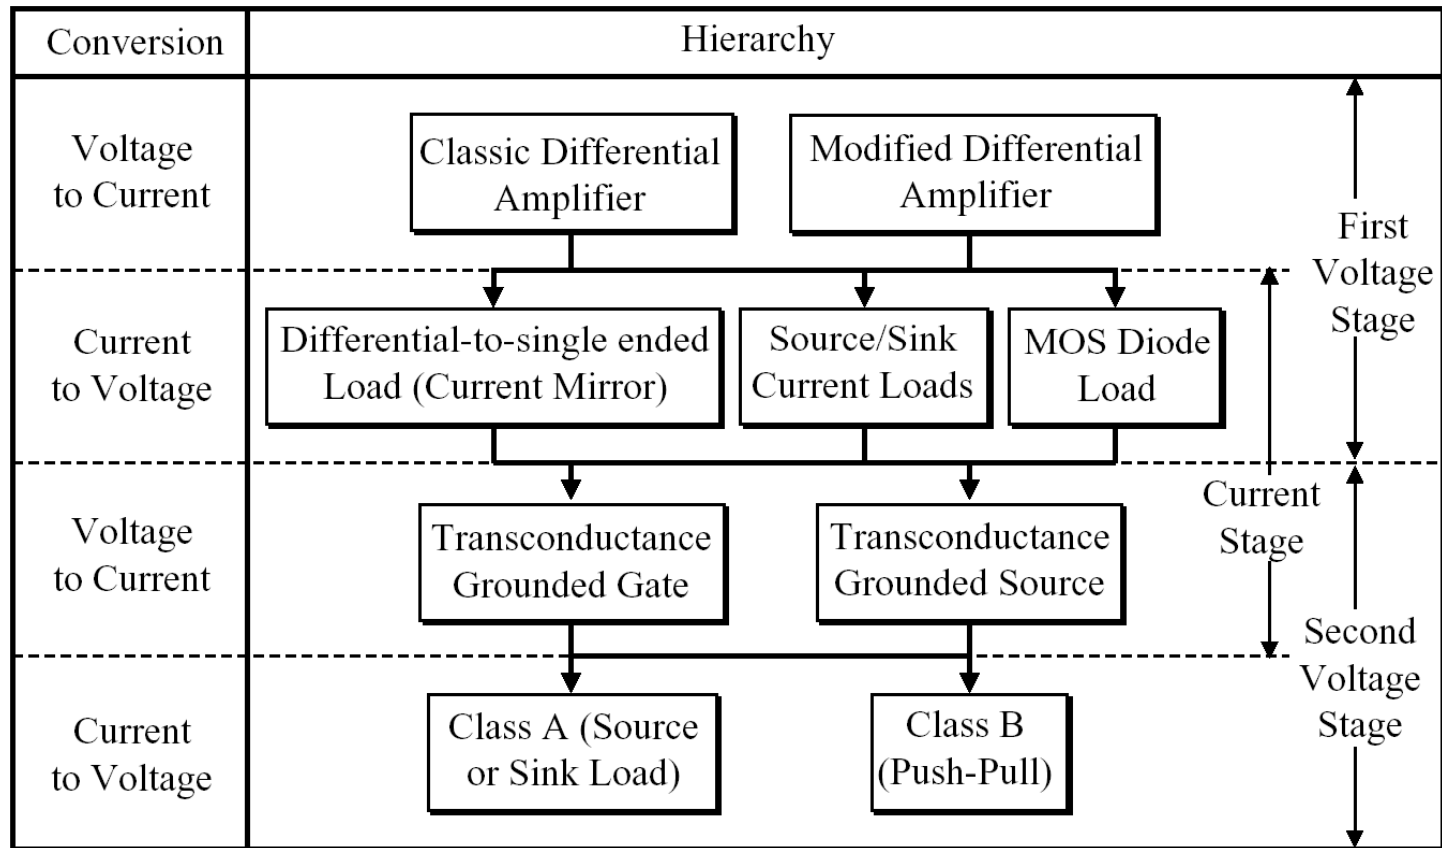 Conversion
Hierarchy
Voltage
to Current
Classic Differential
Amplifier
Modified Differential
Amplifier
First
Voltage
Stage
Current
to Voltage
Differential-to-single ended
Load (Current Mirror)
Source/Sink
Current Loads
MOS Diode
Load
Current
Stage
Voltage
to Current
Transconductance
Grounded Gate
Transconductance
Grounded Source
Second
Voltage
Stage
Current
to Voltage
Class A (Source
or Sink Load)
Class B
(Push-Pull)